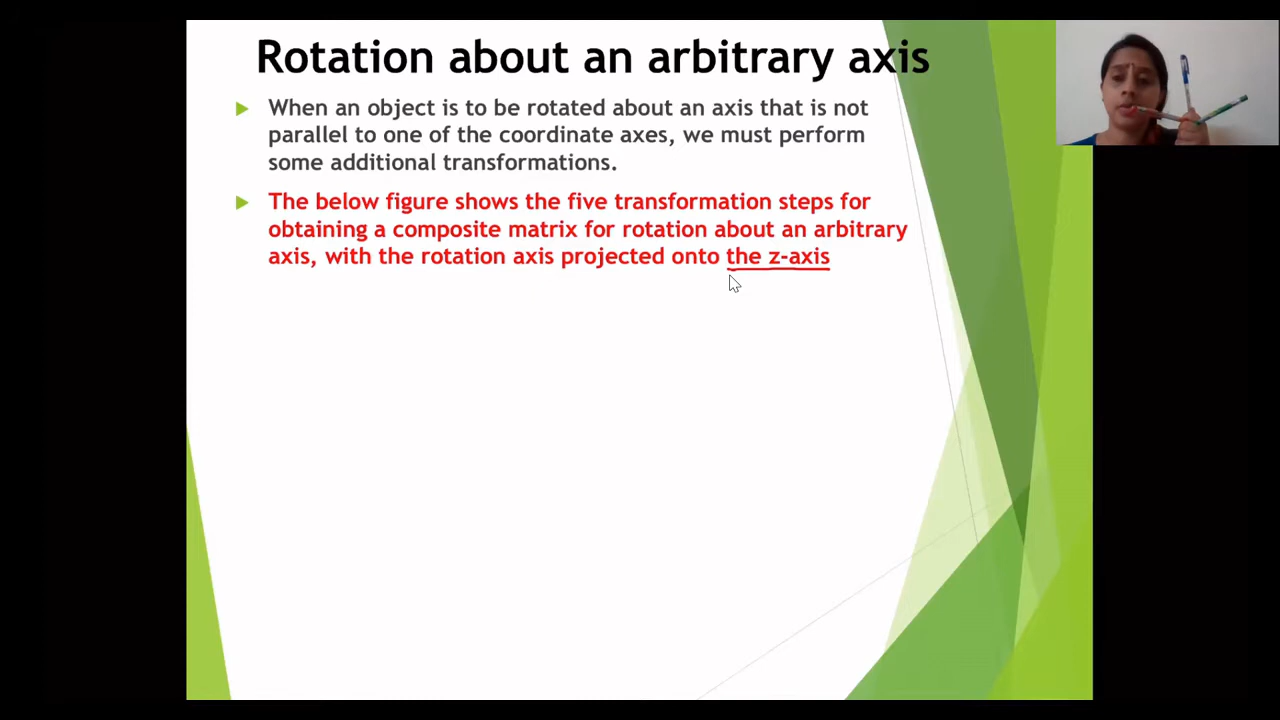 Rotation about an arbitrary axis
When an object is to be rotated about an axis that is not
parallel to one of the coordinate axes, we must perform
some additional transformations.
The below figure shows the five transformation steps for
obtaining a composite matrix for rotation about an arbitrary
axis, with the rotation axis projected onto the z-axis